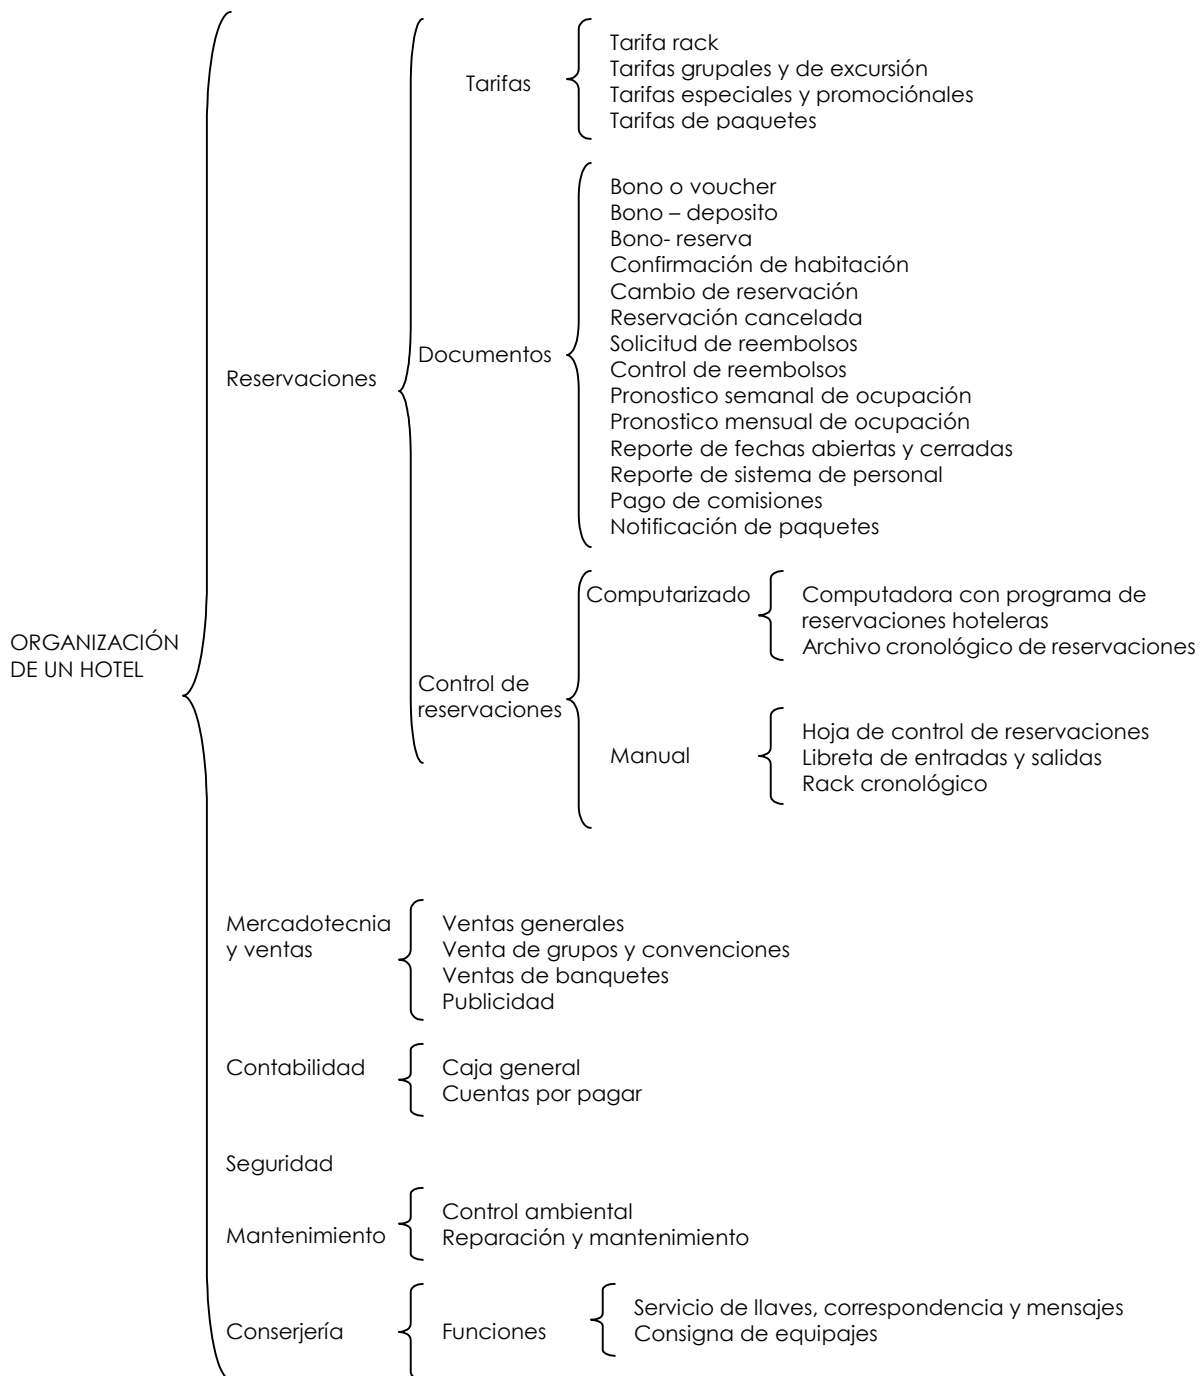 Tarifas
Tarifa rack
Tarifas grupales y de excursión
Tarifas especiales y promociónales
Tarifas de paquetes
Reservaciones
Documentos
Bono o voucher
Bono – deposito
Bono- reserva
Confirmación de habitación
Cambio de reservación
Reservación cancelada
Solicitud de reembolsos
Control de reembolsos
Pronostico semanal de ocupación
Pronostico mensual de ocupación
Reporte de fechas abiertas y cerradas
Reporte de sistema de personal
Pago de comisiones
Notificación de paquetes
ORGANIZACIÓN
DE UN HOTEL
Control de
reservaciones
Computarizado
Computadora con programa de
reservaciones hoteleras
Archivo cronológico de reservaciones
Manual
Hoja de control de reservaciones
Libreta de entradas y salidas
Rack cronológico
Mercadotecnia
y ventas
Ventas generales
Venta de grupos y convenciones
Ventas de banquetes
Publicidad
Contabilidad
Caja general
Cuentas por pagar
Seguridad
Mantenimiento
Control ambiental
Reparación y mantenimiento
Conserjería
Funciones
Servicio de llaves, correspondencia y mensajes
Consigna de equipajes